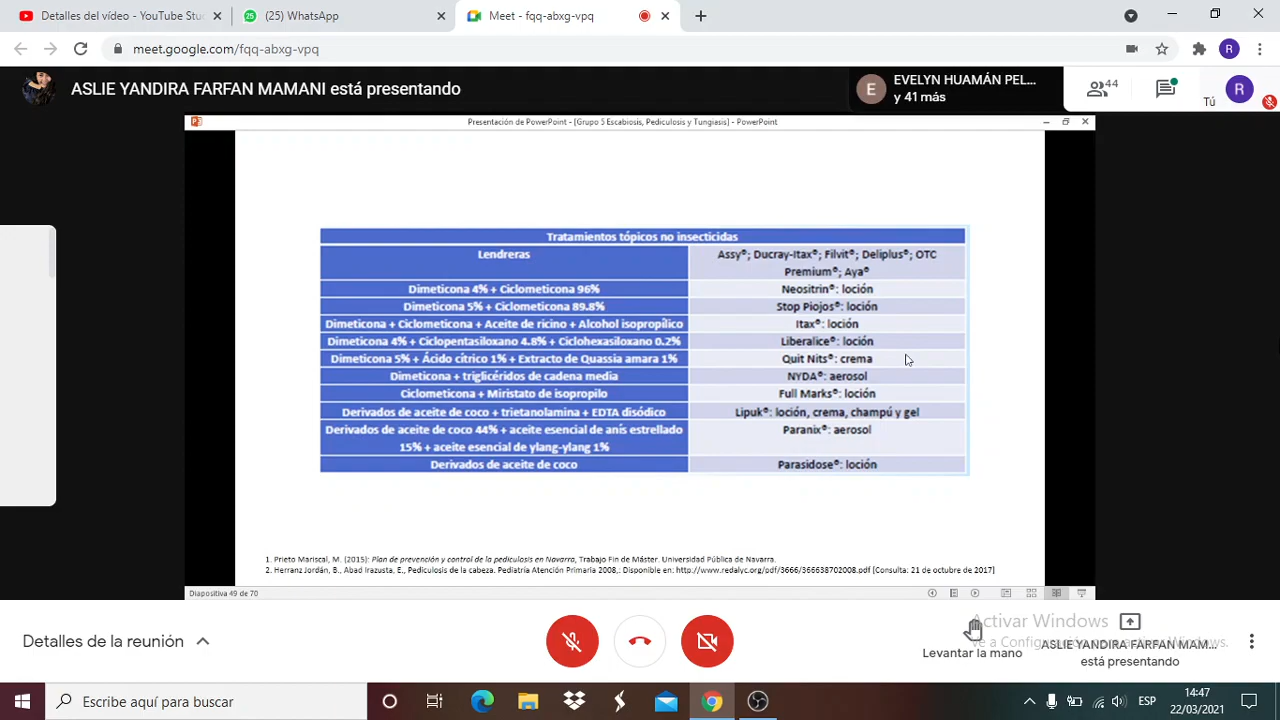 Detalles del vídeo - YouTube Stu
(25) WhatsApp
Meet - fqq-abxg-vpq
meet.google.com/fqq-abxg-vpq
R
ASLIE YANDIRA FARFAN MAMANI está presentando
E
EVELYN HUAMÁN PEL...
y 41 más
44
Tú
R
Presentación de PowerPoint - [Grupo 5 Escabiosis, Pediculosis y Tungiasis] - PowerPoint
Tratamientos tópicos no insecticidas
Lendreras
Assy®; Ducray-Itax®; Filvit®; Deliplus®; OTC
Premium®; Aya®
Dimeticona 4% + Ciclometicona 96%
Neositrin®: loción
Dimeticona 5% + Ciclometicona 89.8%
Stop Piojos®: loción
Dimeticona + Ciclometicona + Aceite de ricino + Alcohol isopropílico
Itax®: loción
Dimeticona 4% + Ciclopentasiloxano 4.8% + Ciclohexasiloxano 0.2%
Liberalice®: loción
Dimeticona 5% + Ácido cítrico 1% + Extracto de Quassia amara 1%
Quit Nits®: crema
Dimeticona + triglicéridos de cadena media
NYDA®: aerosol
Ciclometicona + Miristato de isopropilo
Full Marks®: loción
Derivados de aceite de coco + trietanolamina + EDTA disódico
Lipuk®: loción, crema, champú y gel
Derivados de aceite de coco 44% + aceite esencial de anís estrellado
15% + aceite esencial de ylang-ylang 1%
Paranix®: aerosol
Derivados de aceite de coco
Parasidose®: loción
1. Prieto Mariscal, M. (2015): Plan de prevención y control de la pediculosis en Navarra, Trabajo Fin de Máster. Universidad Pública de Navarra.
2. Herranz Jordán, B., Abad Irazusta, E., Pediculosis de la cabeza. Pediatría Atención Primaria 2008,: Disponible en: http://www.redalyc.org/pdf/3666/366638702008.pdf [Consulta: 21 de octubre de 2017]
Diapositiva 49 de 70
Detalles de la reunión
Activar Windows
Ve a Configuración para activar Windows.
Levantar la mano
ASLIE YANDIRA FARFAN MAM...
está presentando
Escribe aquí para buscar
ESP
14:47
22/03/2021